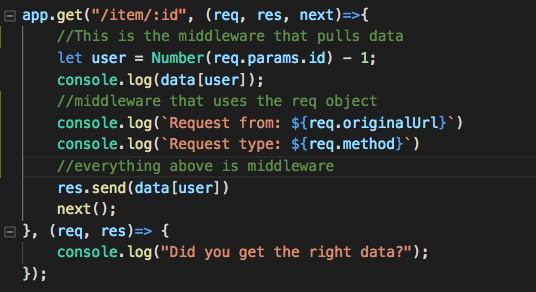 app.get("/item/:id", (req, res, next)=>{
//This is the middleware that pulls data
let user = Number(req.params.id) - 1;
console.log(data[user]);
//middleware that uses the req object
console.log(`Request from: ${req.originalUrl}`)
console.log(`Request type: ${req.method}`)
//everything above is middleware
res.send(data[user])
next();
}, (req, res)=> {
console.log("Did you get the right data?");
});